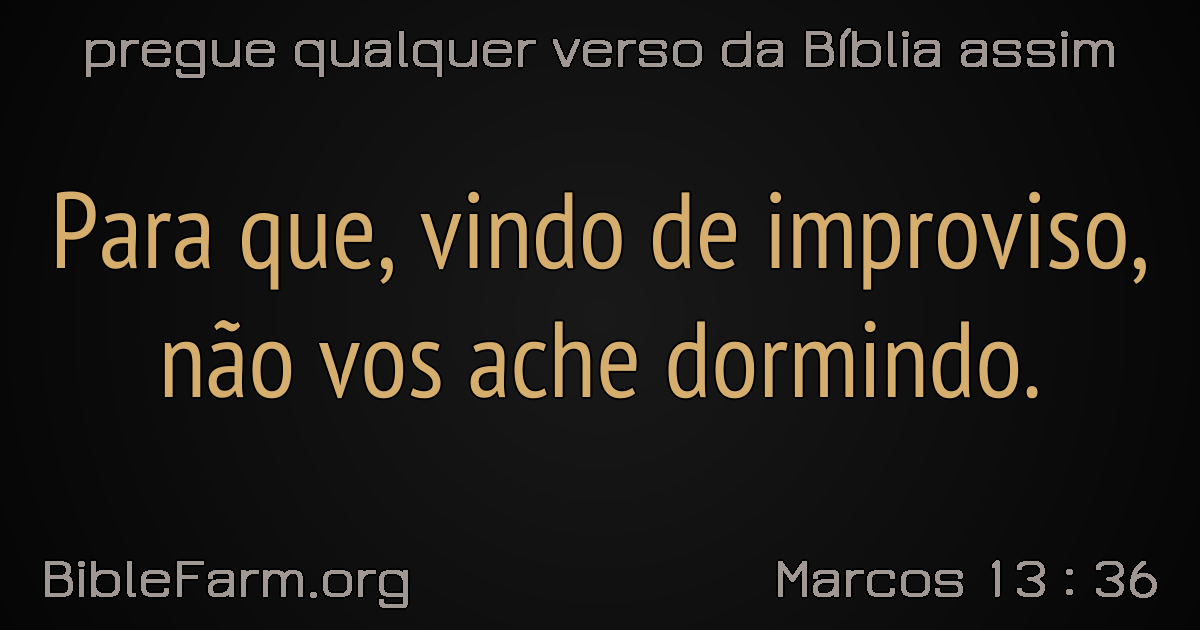 pregue qualquer verso da Bíblia assim
Para que, vindo de improviso,
não vos ache dormindo.
BibleFarm.org
Marcos 13 : 36